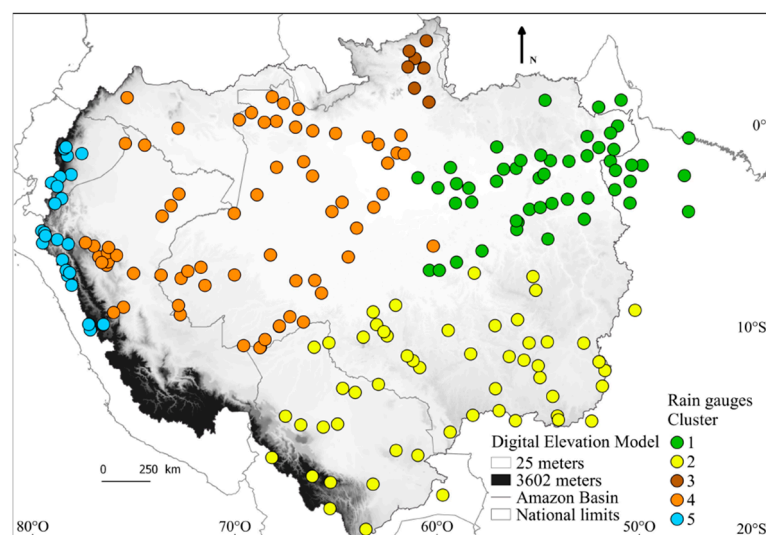 N
0°
10°S
Rain gauges
Cluster
1
2
3
4
5
Digital Elevation Model
25 meters
3602 meters
Amazon Basin
National limits
0 250 km
80°O 70°O 60°O 50°O 20°S